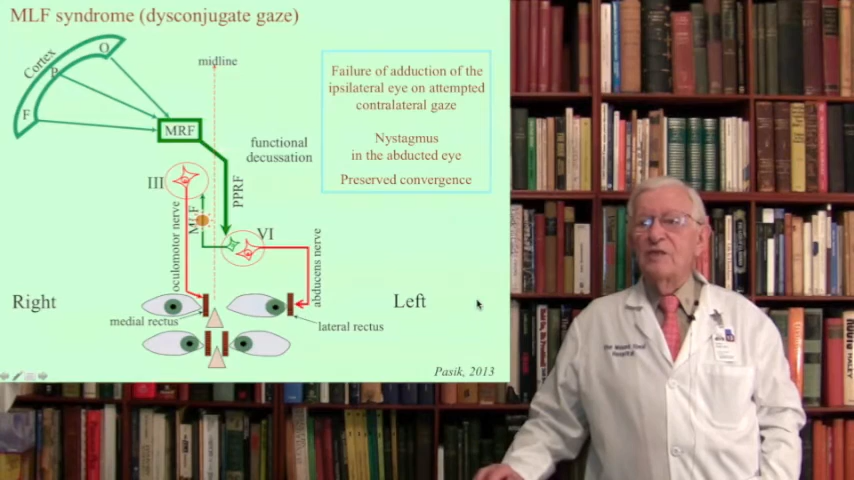 MLF syndrome (dysconjugate gaze)
Cortex
O
P
F
midline
MRF
functional
decussation
Failure of adduction of the
ipsilateral eye on attempted
contralateral gaze
Nystagmus
in the abducted eye
Preserved convergence
III
PPRF
MLF
VI
oculomotor nerve
abducens nerve
Right
Left
medial rectus
lateral rectus
Pasik, 2013
Hospital